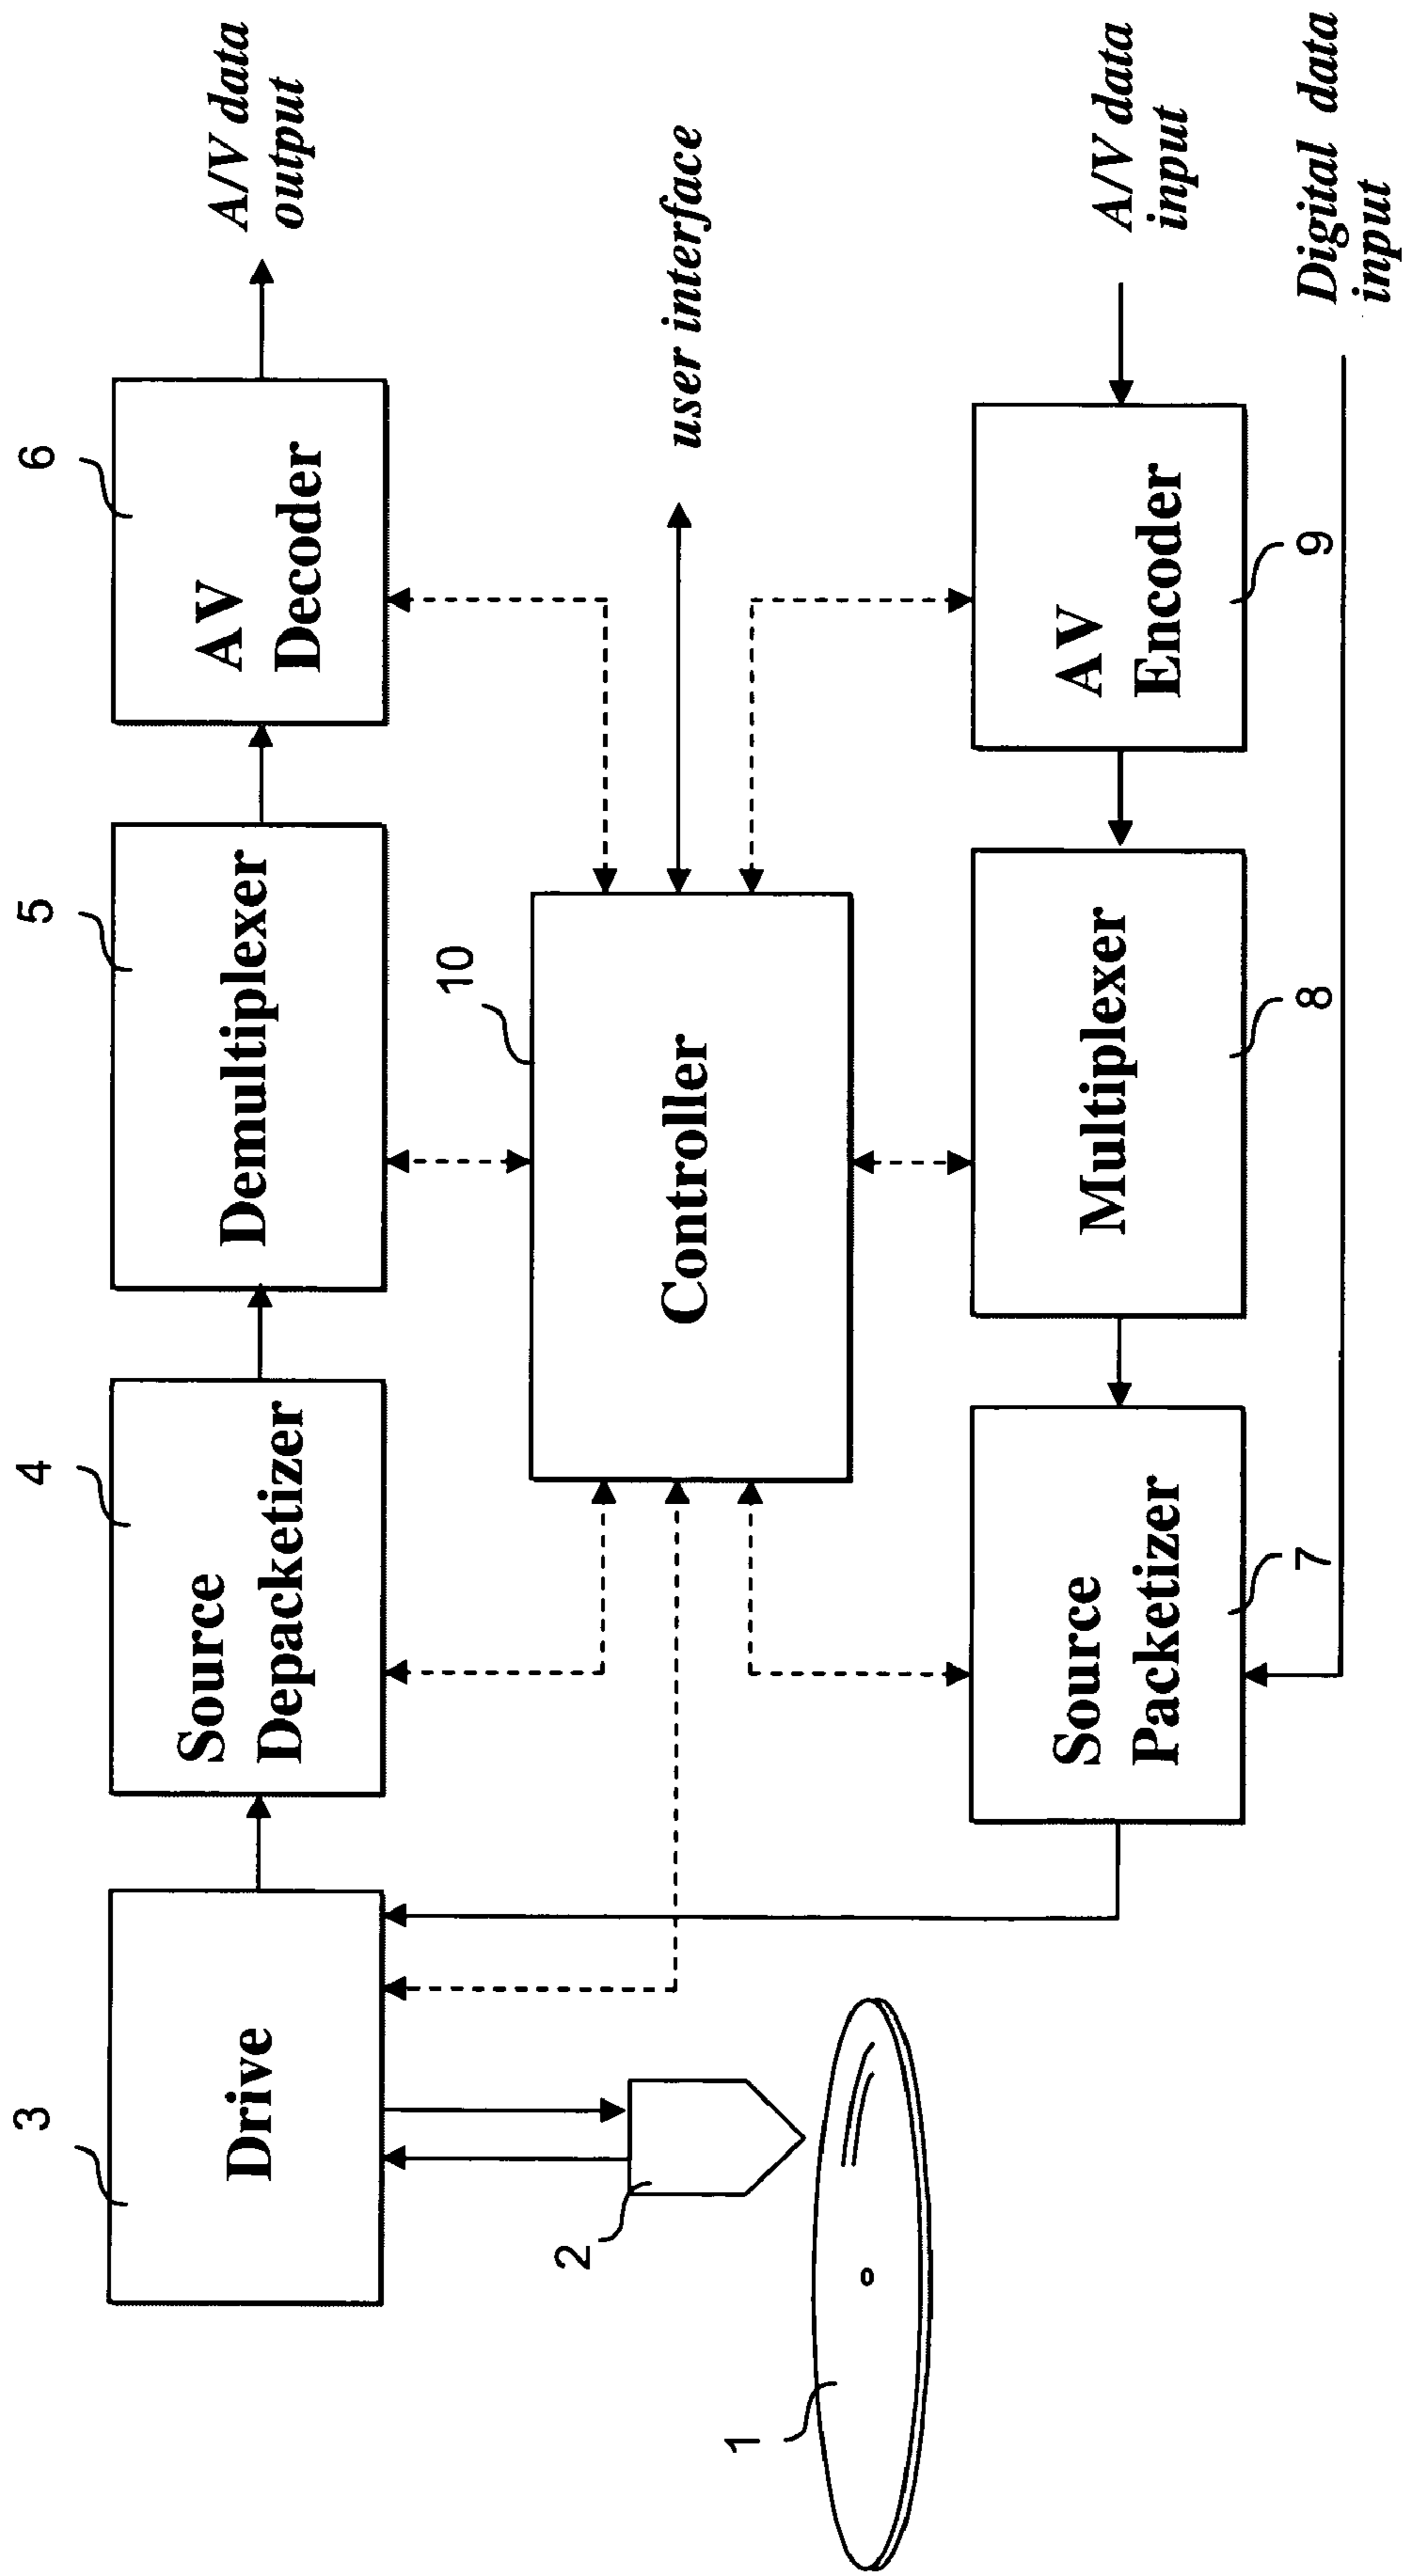 3
4
5
6
Drive
Source
Depacketizer
Demultiplexer
AV
Decoder
A/V data
output
2
10
Controller
user interface
1
Source
Packetizer
Multiplexer
AV
Encoder
A/V data
input
7
8
9
Digital data
input